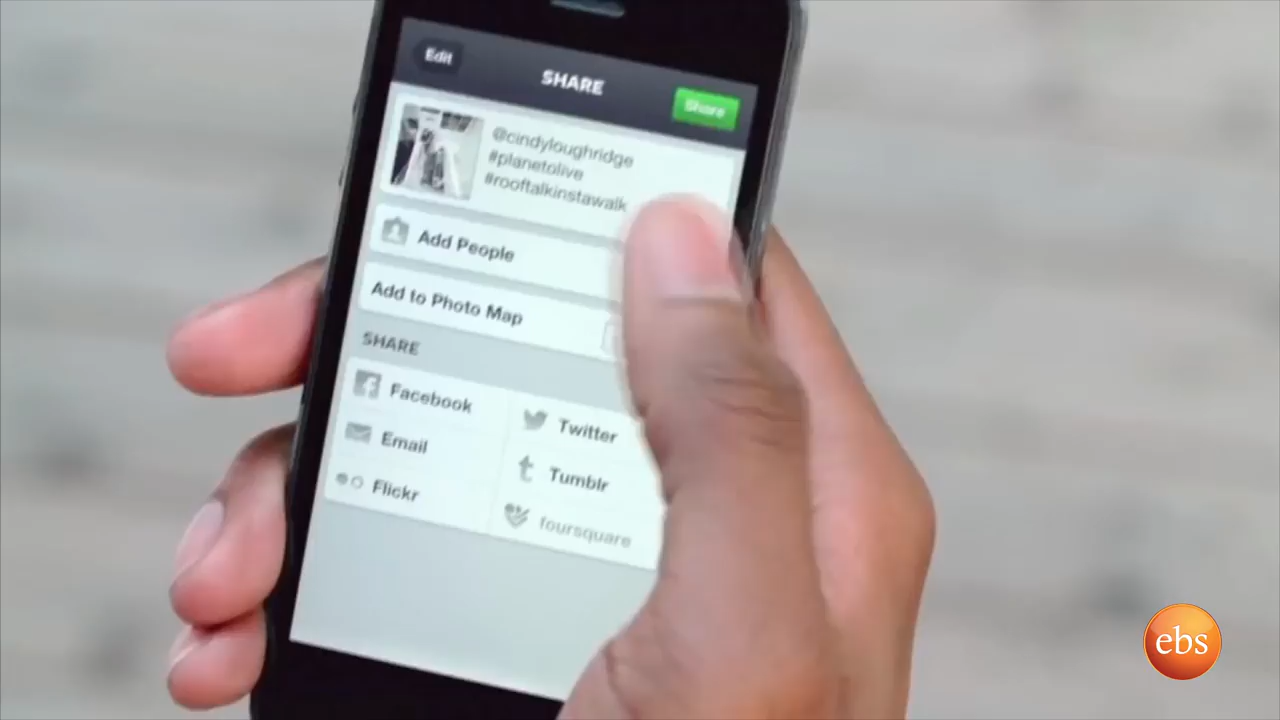 Edit
SHARE
Share
@cindyloughridge
#planetolive
#rooftalkinstawalk
Add People
Add to Photo Map
SHARE
Facebook
Twitter
Email
Tumblr
Flickr
foursquare
ebs